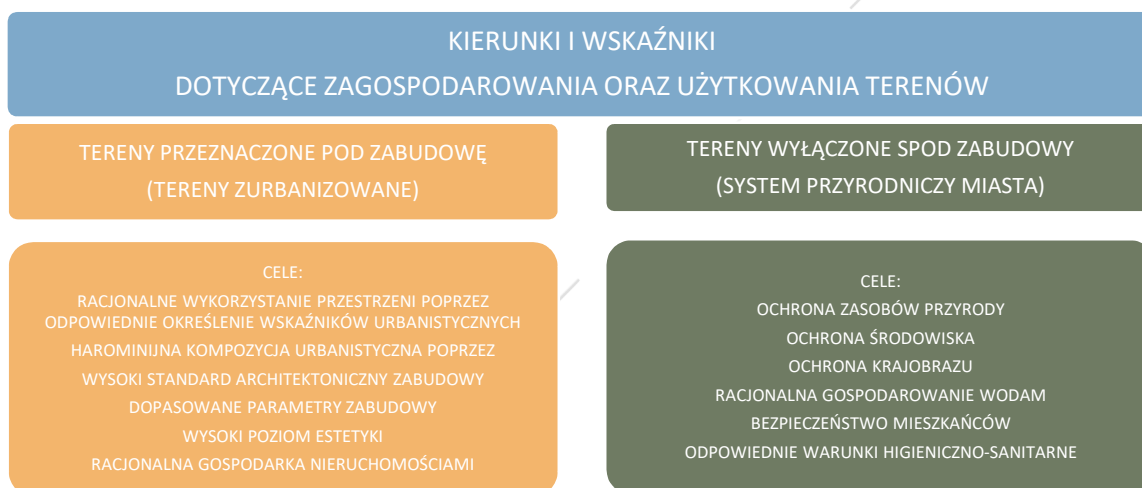 KIERUNKI I WSKAŹNIKI
DOTYCZĄCE ZAGOSPODAROWANIA ORAZ UŻYTKOWANIA TERENÓW
TERENY PRZEZNACZONE POD ZABUDOWĘ
(TERENY ZURBANIZOWANE)
TERENY WYŁĄCZONE SPOD ZABUDOWY
(SYSTEM PRZYRODNICZY MIASTA)
CELE:
RACJONALNE WYKORZYSTANIE PRZESTRZENI POPRZEZ
ODPOWIEDNIE OKREŚLENIE WSKAŹNIKÓW URBANISTYCZNYCH
HAROMINIJNA KOMPOZYCJA URBANISTYCZNA POPRZEZ
WYSOKI STANDARD ARCHITEKTONICZNY ZABUDOWY
DOPASOWANE PARAMETRY ZABUDOWY
WYSOKI POZIOM ESTETYKI
RACJONALNA GOSPODARKA NIERUCHOMOŚCIAMI
CELE:
OCHRONA ZASOBÓW PRZYRODY
OCHRONA ŚRODOWISKA
OCHRONA KRAJOBRAZU
RACJONALNA GOSPODAROWANIE WODAM
BEZPIECZEŃSTWO MIESZKAŃCÓW
ODPOWIEDNIE WARUNKI HIGIENICZNO-SANITARNE